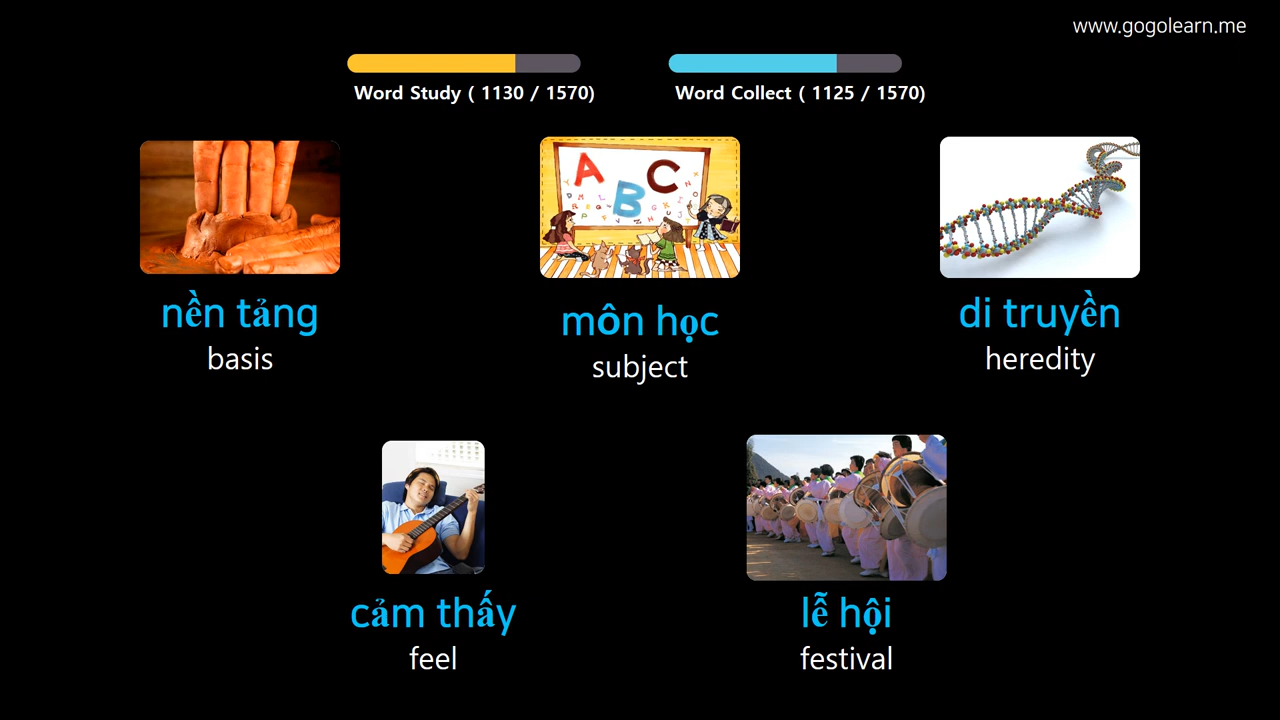 www.gogolearn.me
Word Study ( 1130 / 1570)
Word Collect ( 1125 / 1570)
A B C
nền tảng
basis
môn học
subject
di truyền
heredity
cảm thấy
feel
lễ hội
festival